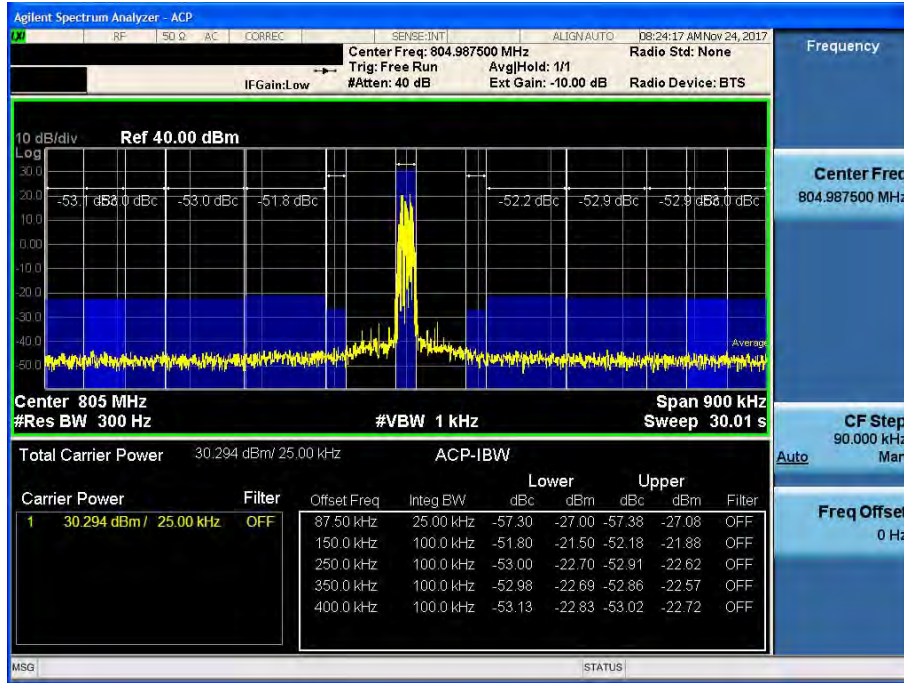 Agilent Spectrum Analyzer - ACP
LXI RF 50 Ω AC CORREC SENSE:INT ALIGN AUTO 08:24:17 AM Nov 24, 2017
Center Freq: 804.987500 MHz Radio Std: None
Trig: Free Run Avg|Hold: 1/1
IFGain:Low #Atten: 40 dB Ext Gain: -10.00 dB Radio Device: BTS
Frequency
10 dB/div Ref 40.00 dBm
Log
30.0
20.0
-53.1 dBc -53.0 dBc -51.8 dBc -52.2 dBc -52.9 dBc -52.9 dBc
10.0
0.00
-10.0
-20.0
-30.0
-40.0
Average
-50.0
Center 805 MHz Span 900 kHz
#Res BW 300 Hz #VBW 1 kHz Sweep 30.01 s
Center Freq
804.987500 MHz
CF Step
90.000 kHz
Auto Man
Freq Offset
0 Hz
Total Carrier Power 30.294 dBm/ 25.00 kHz ACP-IBW
Lower Upper
Carrier Power Filter Offset Freq Integ BW dBc dBm dBc dBm Filter
1 30.294 dBm / 25.00 kHz OFF
87.50 kHz 25.00 kHz -57.30 -27.00 -57.38 -27.08 OFF
150.0 kHz 100.0 kHz -51.80 -21.50 -52.18 -21.88 OFF
250.0 kHz 100.0 kHz -53.00 -22.70 -52.91 -22.62 OFF
350.0 kHz 100.0 kHz -52.98 -22.69 -52.86 -22.57 OFF
400.0 kHz 100.0 kHz -53.13 -22.83 -53.02 -22.72 OFF
MSG STATUS